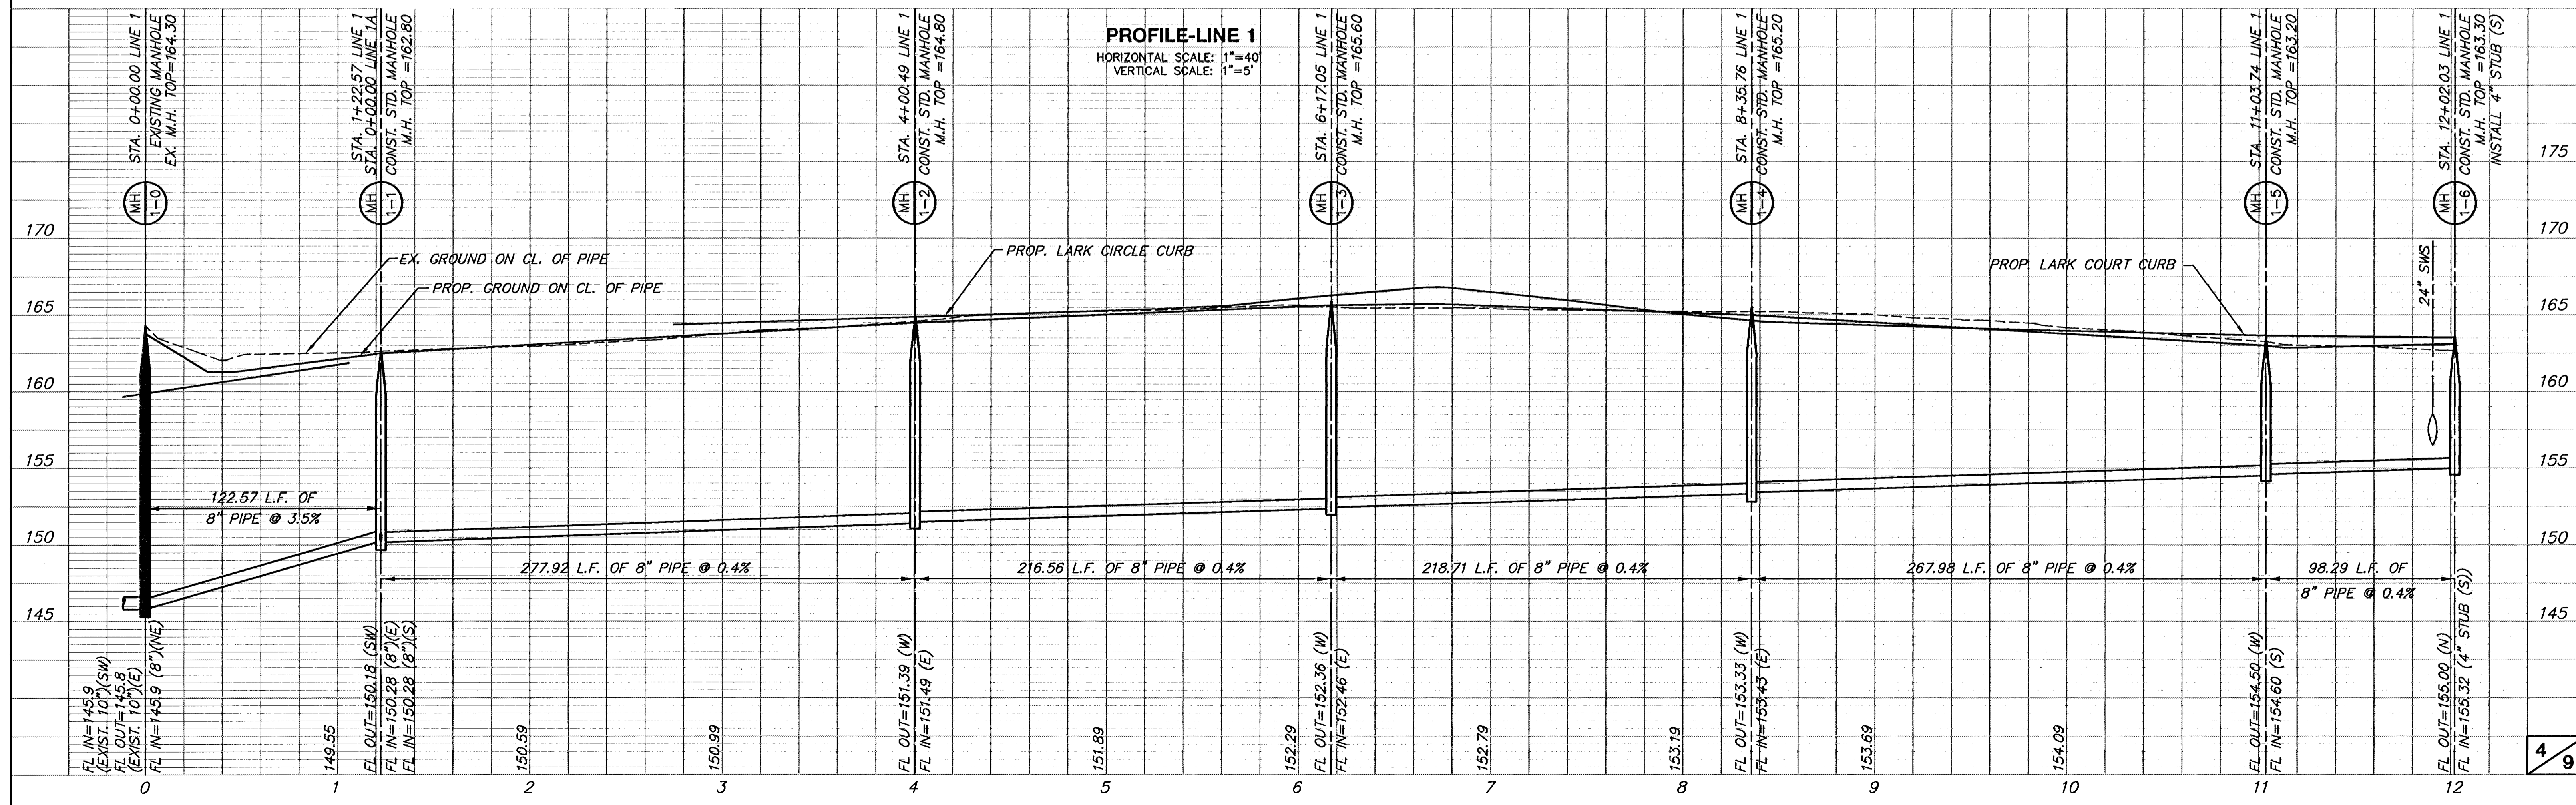 PROFILE-LINE 1
HORIZONTAL SCALE: 1"=40'
VERTICAL SCALE: 1"=5'
STA. 0+00.00 LINE 1
EXISTING MANHOLE
EX. M.H. TOP=164.30
STA. 1+22.57 LINE 1
STA. 0+00.00 LINE 1A
CONST. STD. MANHOLE
M.H. TOP =162.80
STA. 4+00.49 LINE 1
CONST. STD. MANHOLE
M.H. TOP =164.80
STA. 6+17.05 LINE 1
CONST. STD. MANHOLE
M.H. TOP =165.60
STA. 8+35.76 LINE 1
CONST. STD. MANHOLE
M.H. TOP =165.20
STA. 11+03.74 LINE 1
CONST. STD. MANHOLE
M.H. TOP =163.20
STA. 12+02.03 LINE 1
CONST. STD. MANHOLE
M.H. TOP =163.30
INSTALL 4" STUB (S)
175
MH
1-0
MH
1-1
MH
1-2
MH
1-3
MH
1-4
MH
1-5
MH
1-6
170
170
EX. GROUND ON CL. OF PIPE
PROP. GROUND ON CL. OF PIPE
PROP. LARK CIRCLE CURB
PROP. LARK COURT CURB
24" SWS
165
165
160
160
155
155
122.57 L.F. OF
8" PIPE @ 3.5%
150
150
277.92 L.F. OF 8" PIPE @ 0.4%
216.56 L.F. OF 8" PIPE @ 0.4%
218.71 L.F. OF 8" PIPE @ 0.4%
267.98 L.F. OF 8" PIPE @ 0.4%
98.29 L.F. OF
8" PIPE @ 0.4%
145
145
FL IN=145.9
(EXIST. 10")(SW)
FL OUT=145.8
(EXIST. 10")(E)
FL IN=145.9 (8")(NE)
149.55
FL OUT=150.18 (SW)
FL IN=150.28 (8")(E)
FL IN=150.28 (8")(S)
150.59
150.99
FL OUT=151.39 (W)
FL IN=151.49 (E)
151.89
152.29
FL OUT=152.36 (W)
FL IN=152.46 (E)
152.79
153.19
FL OUT=153.33 (W)
FL IN=153.43 (E)
153.69
154.09
FL OUT=154.50 (W)
FL IN=154.60 (S)
FL OUT=155.00 (N)
FL IN=155.32 (4" STUB (S))
4/9
0
1
2
3
4
5
6
7
8
9
10
11
12